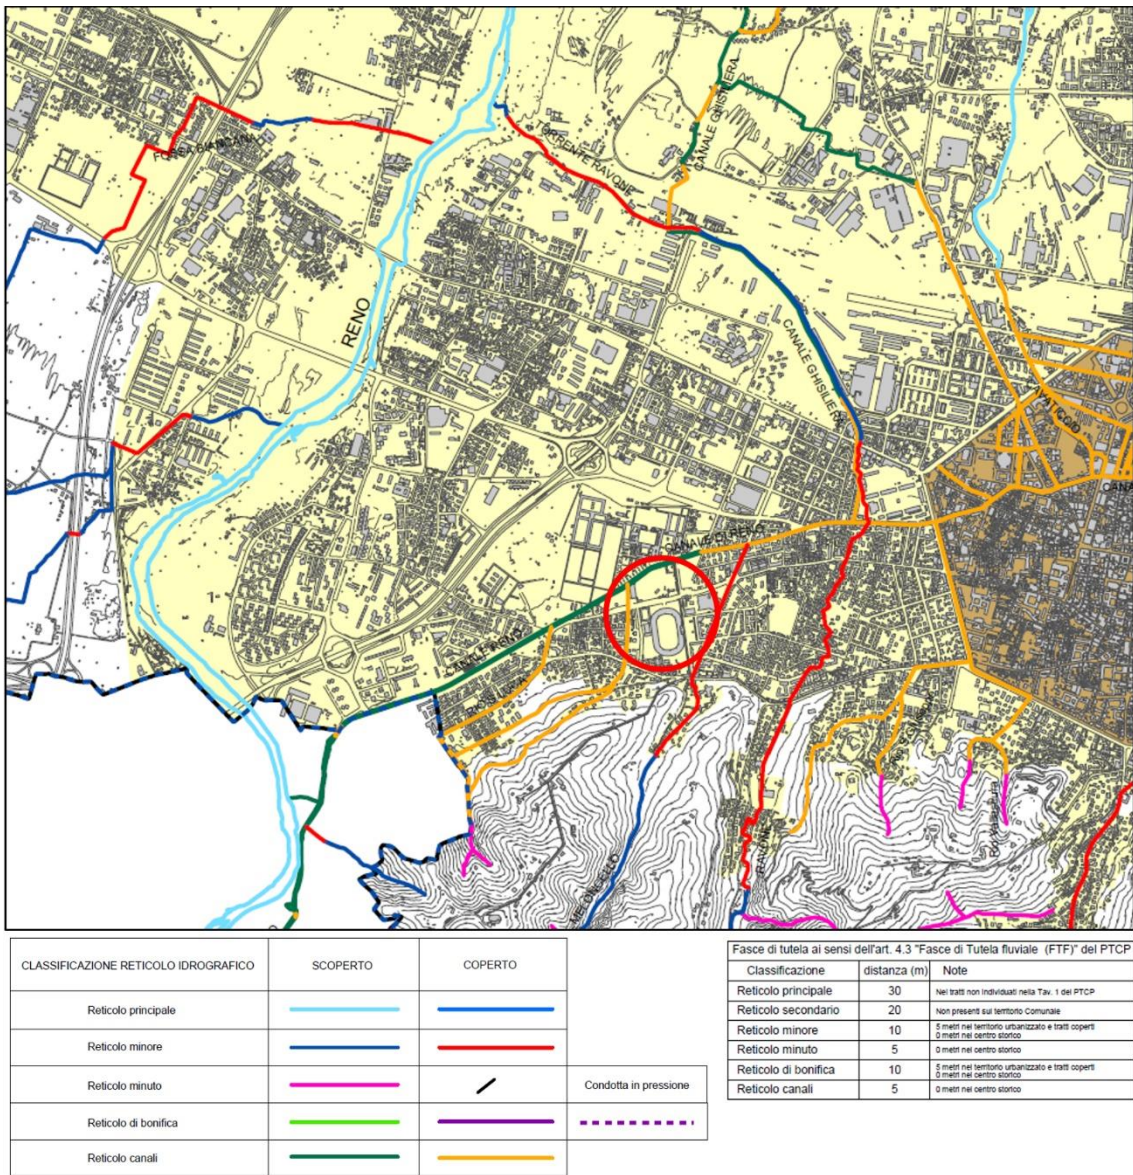 CANALE GHISILIERA
FOSSA BIANCANA
TORRENTE RAVONE
RENO
CANALE GHISILIERA
NAVIGLIO
CANALE DI RENO
MELONCELLO
RAVONE
CLASSIFICAZIONE RETICOLO IDROGRAFICO SCOPERTO COPERTO
Reticolo principale
Reticolo minore
Reticolo minuto Condotta in pressione
Reticolo di bonifica
Reticolo canali
Fasce di tutela ai sensi dell'art. 4.3 "Fasce di Tutela fluviale (FTF)" del PTCP
Classificazione distanza (m) Note
Reticolo principale 30 Nei tratti non individuati nella Tav. 1 del PTCP
Reticolo secondario 20 Non presenti sul territorio Comunale
Reticolo minore 10 5 metri nel territorio urbanizzato e tratti coperti
0 metri nel centro storico
Reticolo minuto 5 0 metri nel centro storico
Reticolo di bonifica 10 5 metri nel territorio urbanizzato e tratti coperti
0 metri nel centro storico
Reticolo canali 5 0 metri nel centro storico